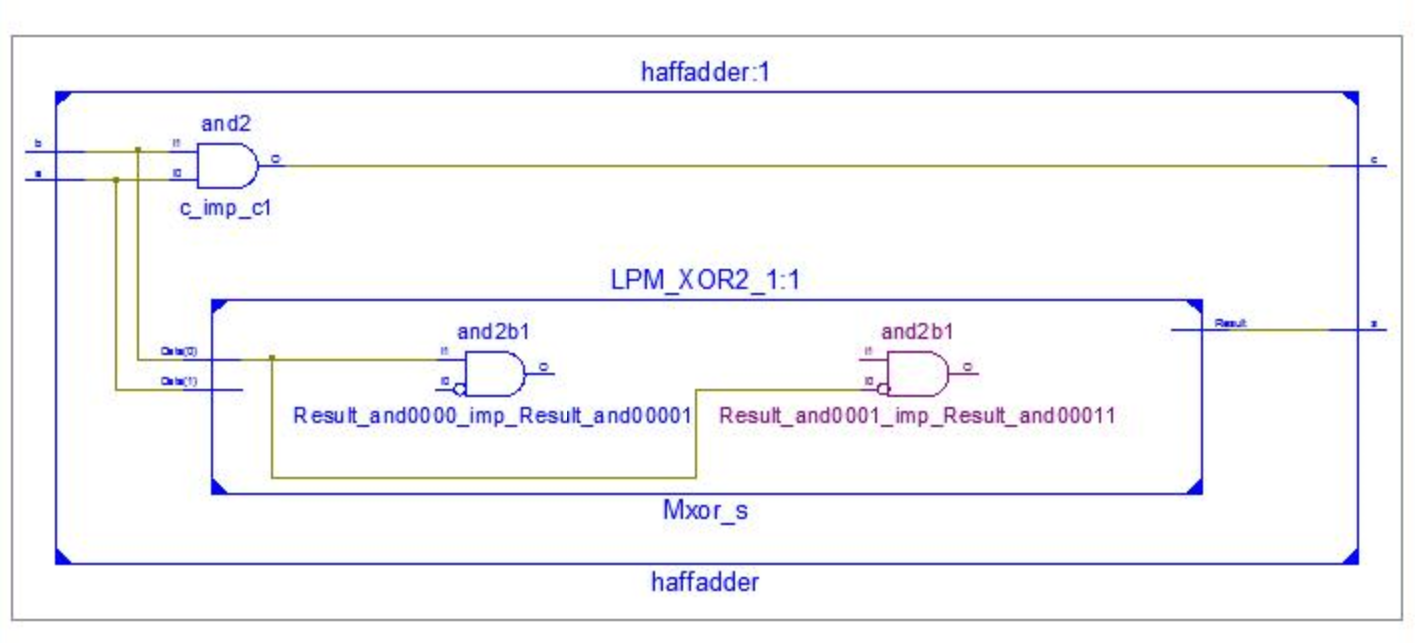 haffadder:1
and2
b
I1
O
c
a
I0
c_imp_c1
LPM_XOR2_1:1
and2b1
and2b1
Result
Data(0)
I1
O
I1
O
Data(1)
I0
I0
Result_and0000_imp_Result_and00001
Result_and0001_imp_Result_and00011
Mxor_s
haffadder